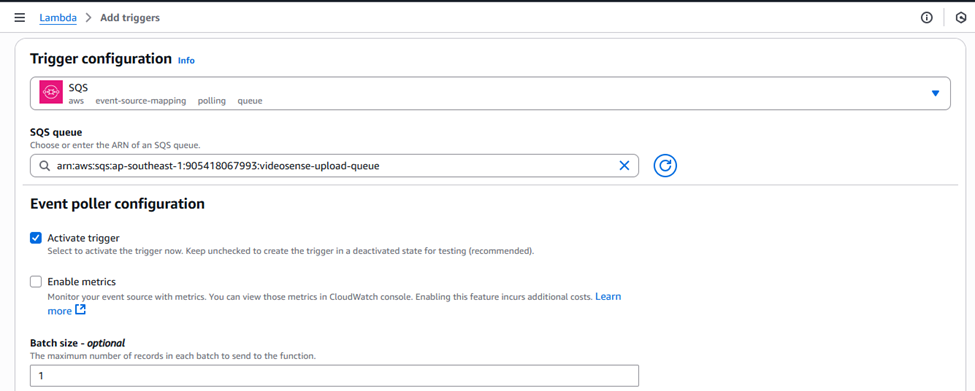 Lambda > Add triggers
Trigger configuration Info
SQS
aws event-source-mapping polling queue
SQS queue
Choose or enter the ARN of an SQS queue.
arn:aws:sqs:ap-southeast-1:905418067993:videosense-upload-queue
Event poller configuration
Activate trigger
Select to activate the trigger now. Keep unchecked to create the trigger in a deactivated state for testing (recommended).
Enable metrics
Monitor your event source with metrics. You can view those metrics in CloudWatch console. Enabling this feature incurs additional costs. Learn
more
Batch size - optional
The maximum number of records in each batch to send to the function.
1